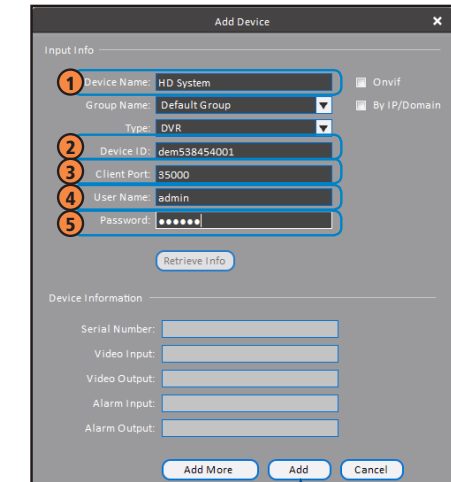 Add Device ×
Input Info
1 Device Name: HD System Onvif
Group Name: Default Group By IP/Domain
Type: DVR
2 Device ID: dem538454001
3 Client Port: 35000
4 User Name: admin
5 Password: ●●●●●●
Retrieve Info
Device Information
Serial Number:
Video Input:
Video Output:
Alarm Input:
Alarm Output:
Add More Add Cancel